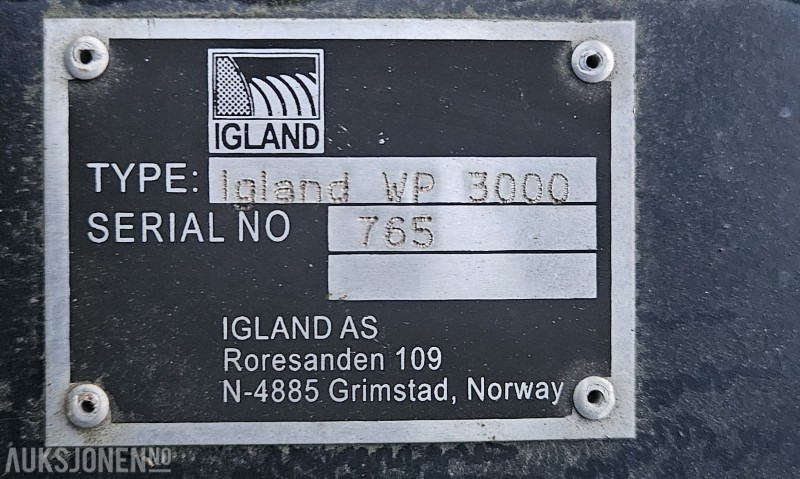 IGLAND
TYPE: Igland WP 3000
SERIAL NO 765
IGLAND AS
Roresanden 109
N-4885 Grimstad, Norway
AUKSJONEN.NO